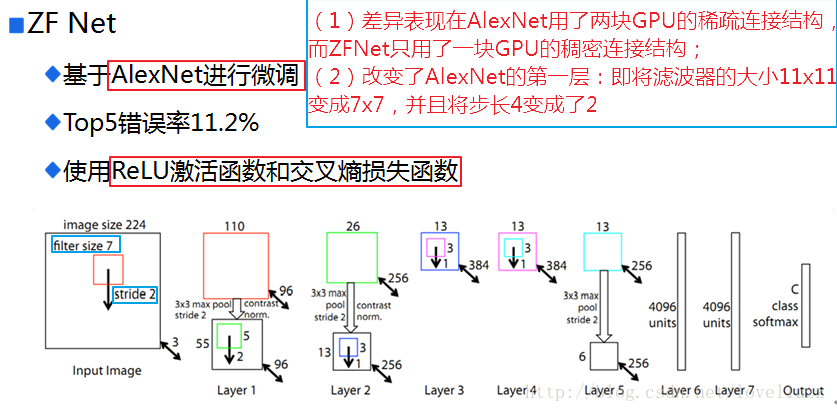 ZF Net
基于AlexNet进行微调
Top5错误率11.2%
使用ReLU激活函数和交叉熵损失函数
（1）差异表现在AlexNet用了两块GPU的稀疏连接结构，
而ZFNet只用了一块GPU的稠密连接结构；
（2）改变了AlexNet的第一层：即将滤波器的大小11x11
变成7x7，并且将步长4变成了2
image size 224
filter size 7
stride 2
3
Input Image
110
96
3x3 max
pool
stride 2
contrast
norm.
55
5
2
96
Layer 1
26
256
3x3 max
pool
stride 2
contrast
norm.
13
3
1
256
Layer 2
13
3
1
384
Layer 3
13
3
1
384
Layer 4
13
256
3x3 max
pool
stride 2
6
256
Layer 5
4096
units
Layer 6
4096
units
Layer 7
C
class
softmax
Output